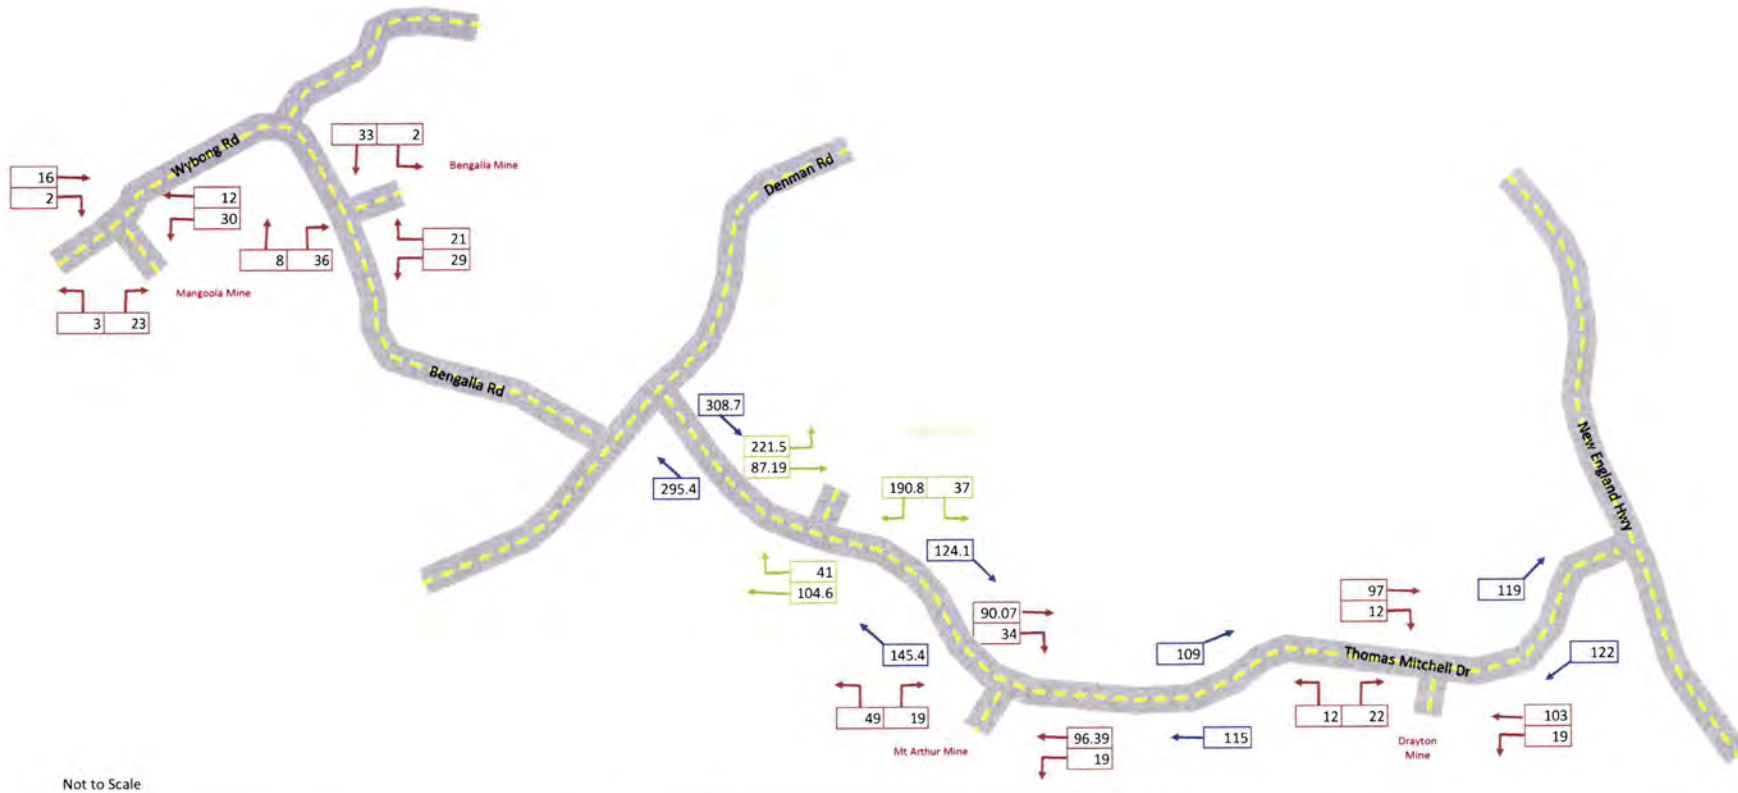 33 2
Wybong Rd
Bengalla Mine
Denman Rd
16
2
12
30
21
29
8 36
Mangoola Mine
3 23
Bengalla Rd
308.7
221.5
87.19
295.4
190.8 37
New England Hwy
124.1
41
104.6
119
97
12
90.07
34
145.4
109
Thomas Mitchell Dr
122
49 19
12 22
103
19
Mt Arthur Mine
96.39
19
115
Drayton
Mine
Not to Scale